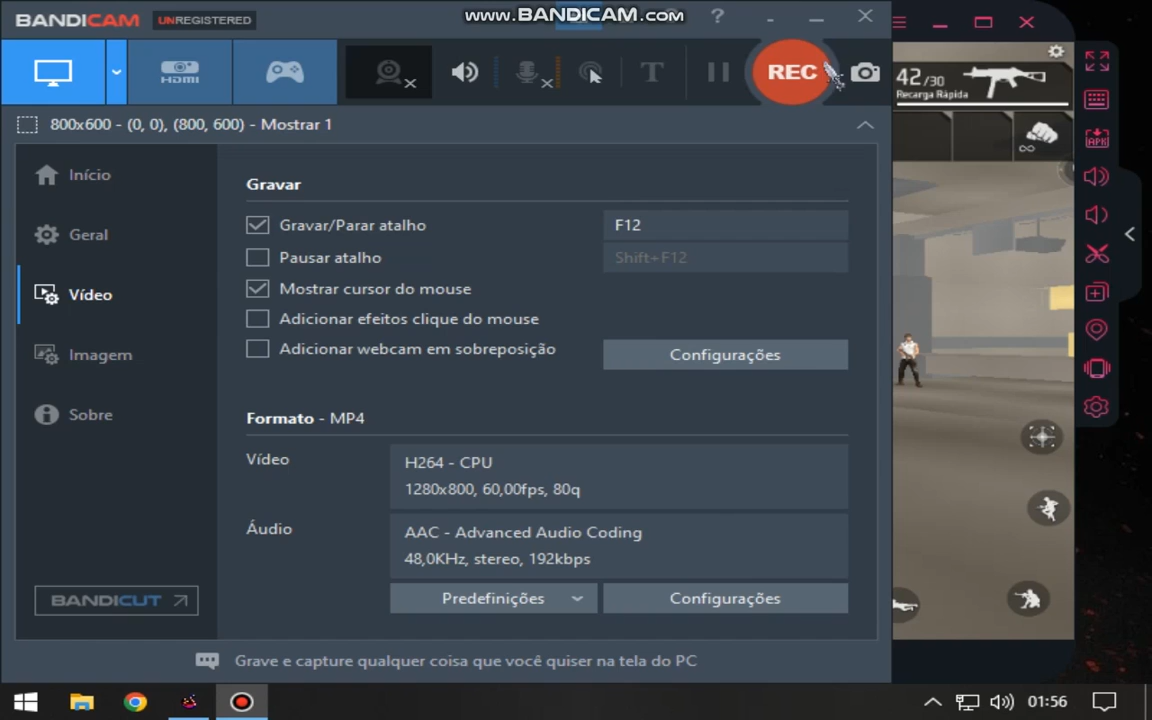 BANDICAM UNREGISTERED
www.BANDICAM.com
?
HDMI
T
REC
42/30
Recarga Rápida
∞
APK
800x600 - (0, 0), (800, 600) - Mostrar 1
Início
Geral
Vídeo
Imagem
Sobre
BANDICUT
Gravar
Gravar/Parar atalho
F12
Pausar atalho
Shift+F12
Mostrar cursor do mouse
Adicionar efeitos clique do mouse
Adicionar webcam em sobreposição
Configurações
Formato - MP4
Vídeo
H264 - CPU
1280x800, 60,00fps, 80q
Áudio
AAC - Advanced Audio Coding
48,0KHz, stereo, 192kbps
Predefinições
Configurações
Grave e capture qualquer coisa que você quiser na tela do PC
01:56